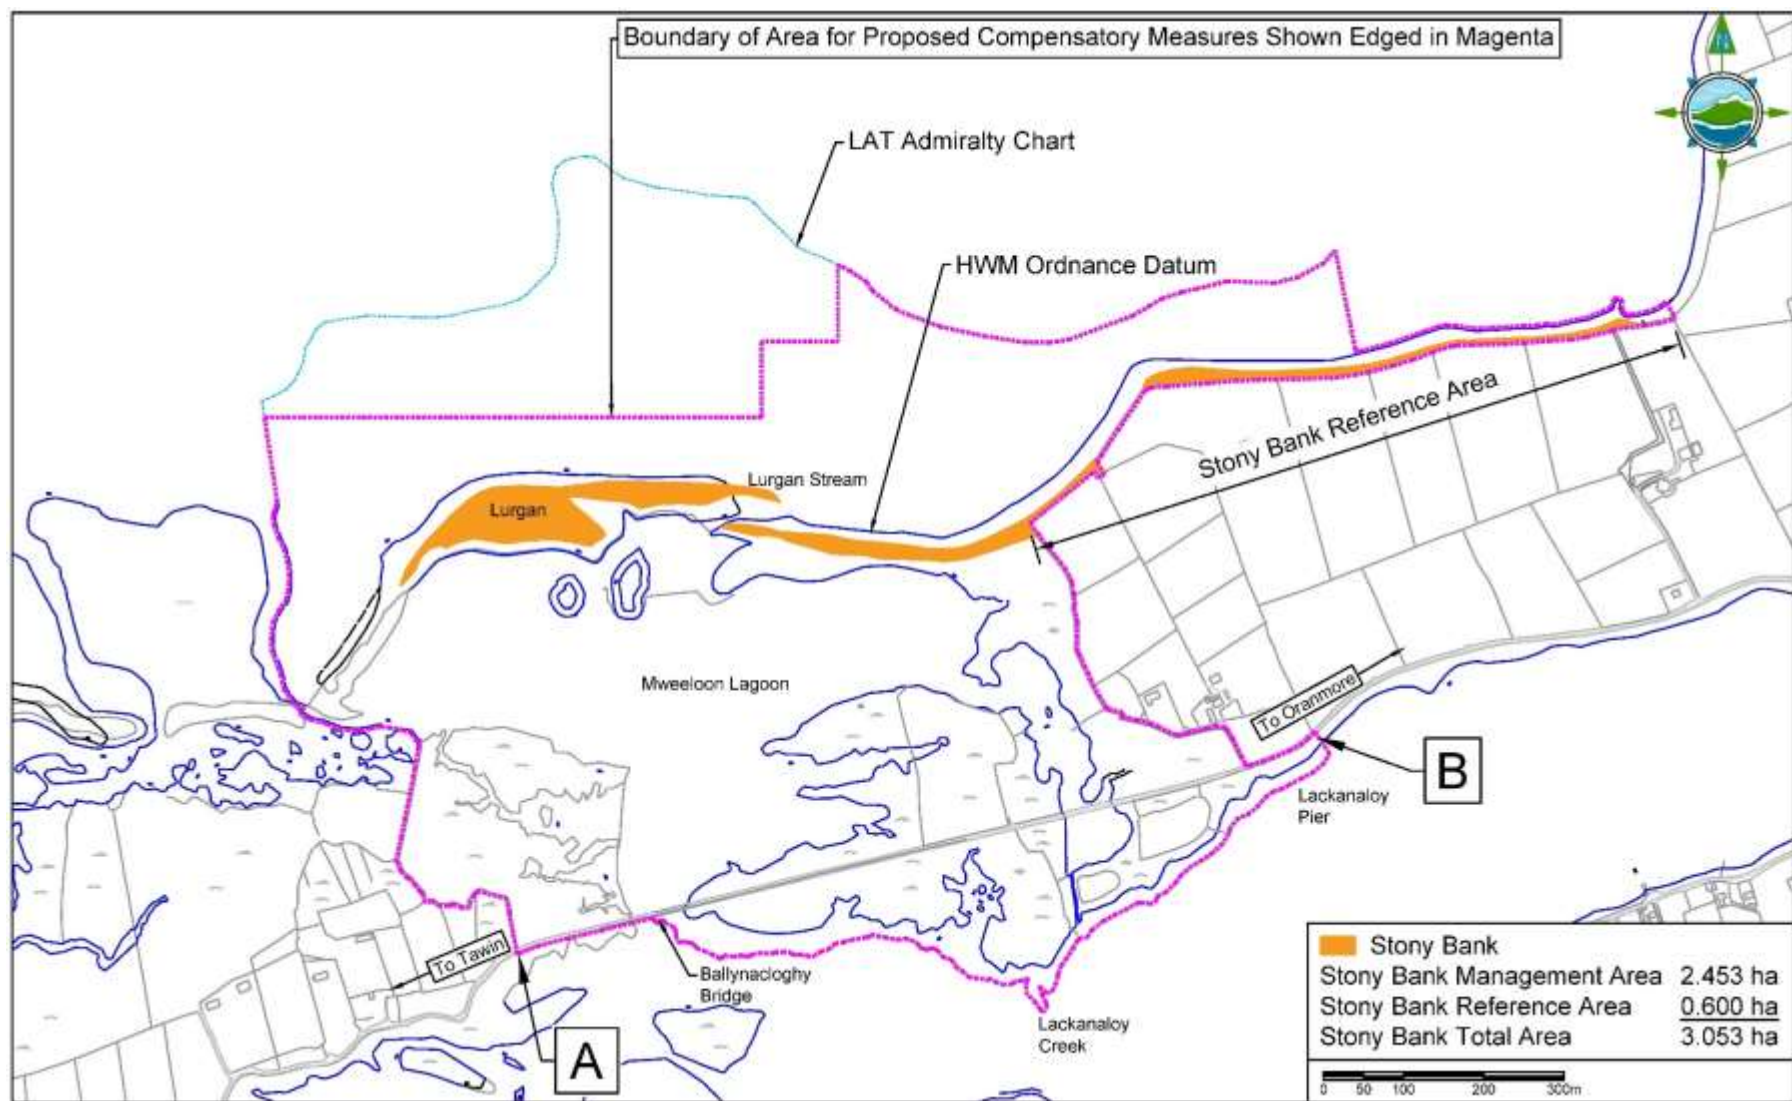 Boundary of Area for Proposed Compensatory Measures Shown Edged in Magenta
N
LAT Admiralty Chart
HWM Ordnance Datum
Stony Bank Reference Area
Lurgan Stream
Lurgan
Mweeloon Lagoon
To Oranmore
B
Lackanaloy
Pier
To Tawin
Ballynacloghy
Bridge
Lackanaloy
Creek
A
Stony Bank
Stony Bank Management Area 2.453 ha
Stony Bank Reference Area 0.600 ha
Stony Bank Total Area 3.053 ha
0 50 100 200 300m